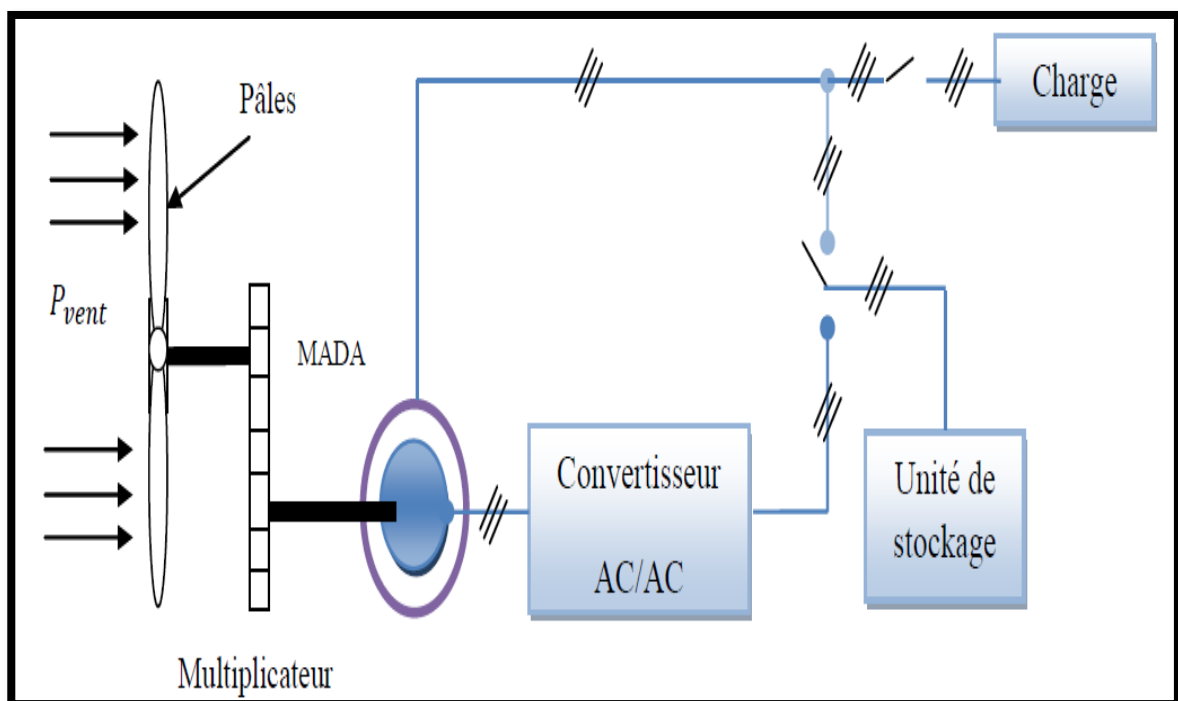 Pâles
Charge
P_vent
MADA
Convertisseur
AC/AC
Unité de
stockage
Multiplicateur